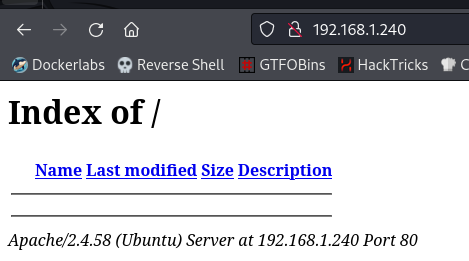 192.168.1.240
Dockerlabs Reverse Shell GTFOBins HackTricks C
Index of /
Name Last modified Size Description
Apache/2.4.58 (Ubuntu) Server at 192.168.1.240 Port 80